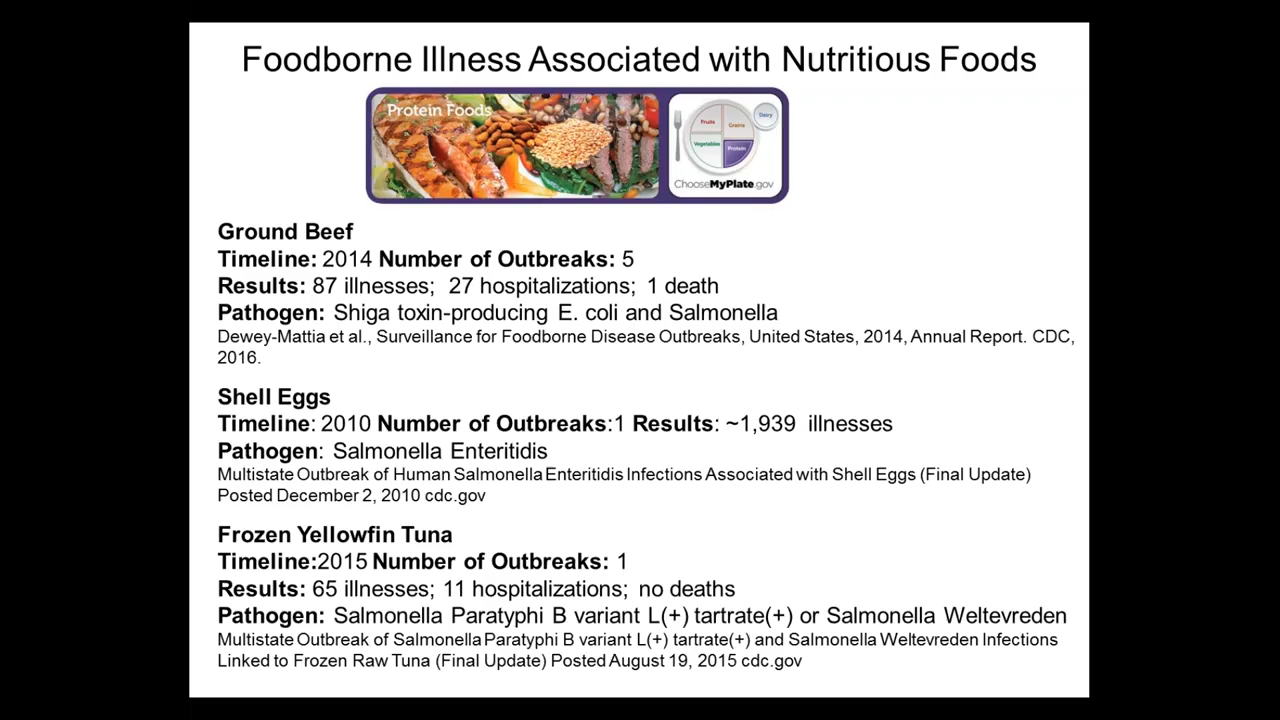 Foodborne Illness Associated with Nutritious Foods
Protein Foods
Fruits
Grains
Dairy
Vegetables
Protein
ChooseMyPlate.gov
Ground Beef
Timeline: 2014 Number of Outbreaks: 5
Results: 87 illnesses; 27 hospitalizations; 1 death
Pathogen: Shiga toxin-producing E. coli and Salmonella
Dewey-Mattia et al., Surveillance for Foodborne Disease Outbreaks, United States, 2014, Annual Report. CDC,
2016.
Shell Eggs
Timeline: 2010 Number of Outbreaks:1 Results: ~1,939 illnesses
Pathogen: Salmonella Enteritidis
Multistate Outbreak of Human Salmonella Enteritidis Infections Associated with Shell Eggs (Final Update)
Posted December 2, 2010 cdc.gov
Frozen Yellowfin Tuna
Timeline:2015 Number of Outbreaks: 1
Results: 65 illnesses; 11 hospitalizations; no deaths
Pathogen: Salmonella Paratyphi B variant L(+) tartrate(+) or Salmonella Weltevreden
Multistate Outbreak of Salmonella Paratyphi B variant L(+) tartrate(+) and Salmonella Weltevreden Infections
Linked to Frozen Raw Tuna (Final Update) Posted August 19, 2015 cdc.gov